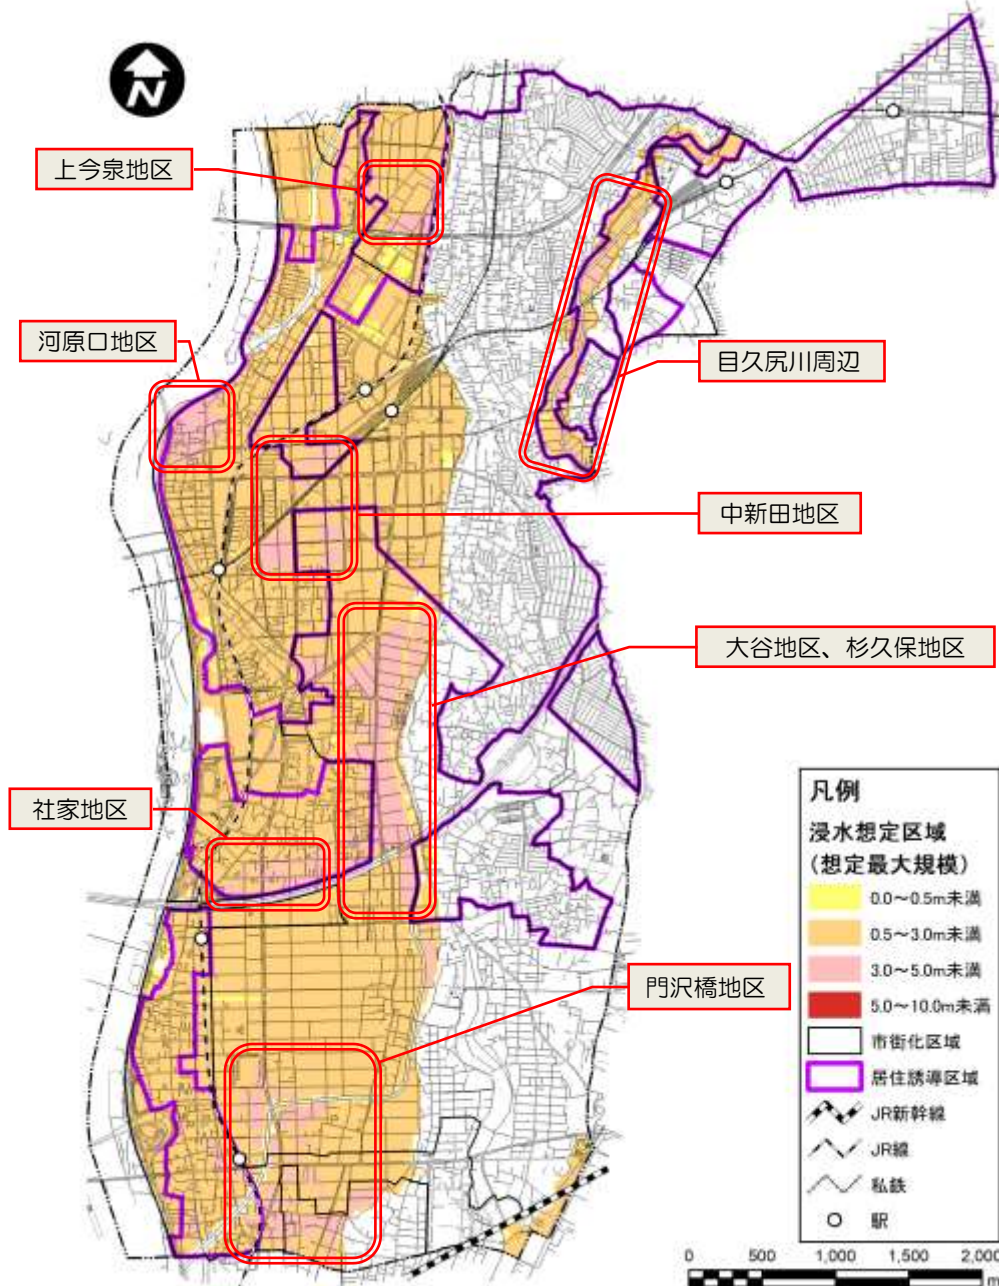 N
上今泉地区
河原口地区
目久尻川周辺
中新田地区
大谷地区、杉久保地区
社家地区
門沢橋地区
凡例
浸水想定区域
(想定最大規模)
0.0～0.5m未満
0.5～3.0m未満
3.0～5.0m未満
5.0～10.0m未満
市街化区域
居住誘導区域
JR新幹線
JR線
私鉄
駅
0 500 1,000 1,500 2,000
m